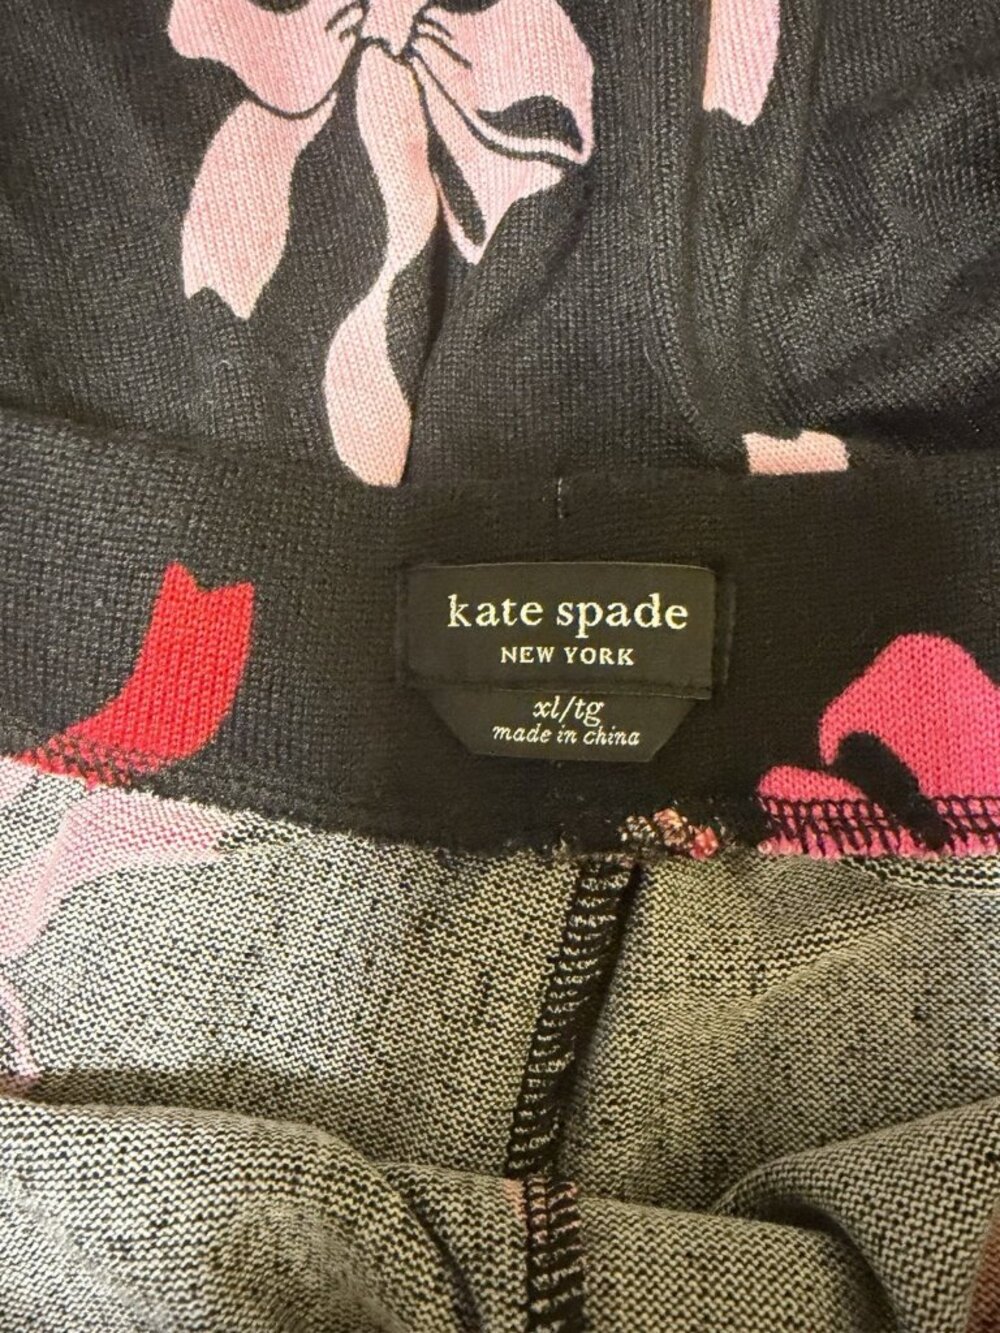 kate spade
NEW YORK
xl/tg
made in china